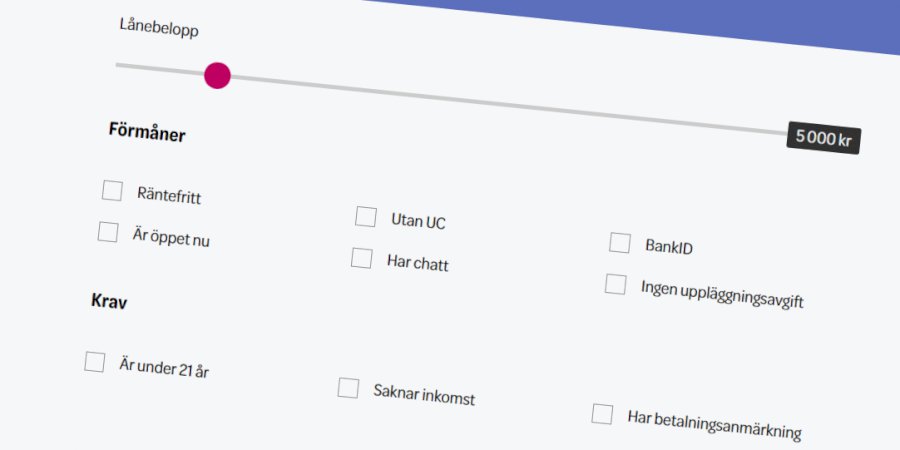 Lånebelopp
5 000 kr
Förmåner
Räntefritt
Utan UC
BankID
Är öppet nu
Har chatt
Ingen uppläggningsavgift
Krav
Är under 21 år
Saknar inkomst
Har betalningsanmärkning